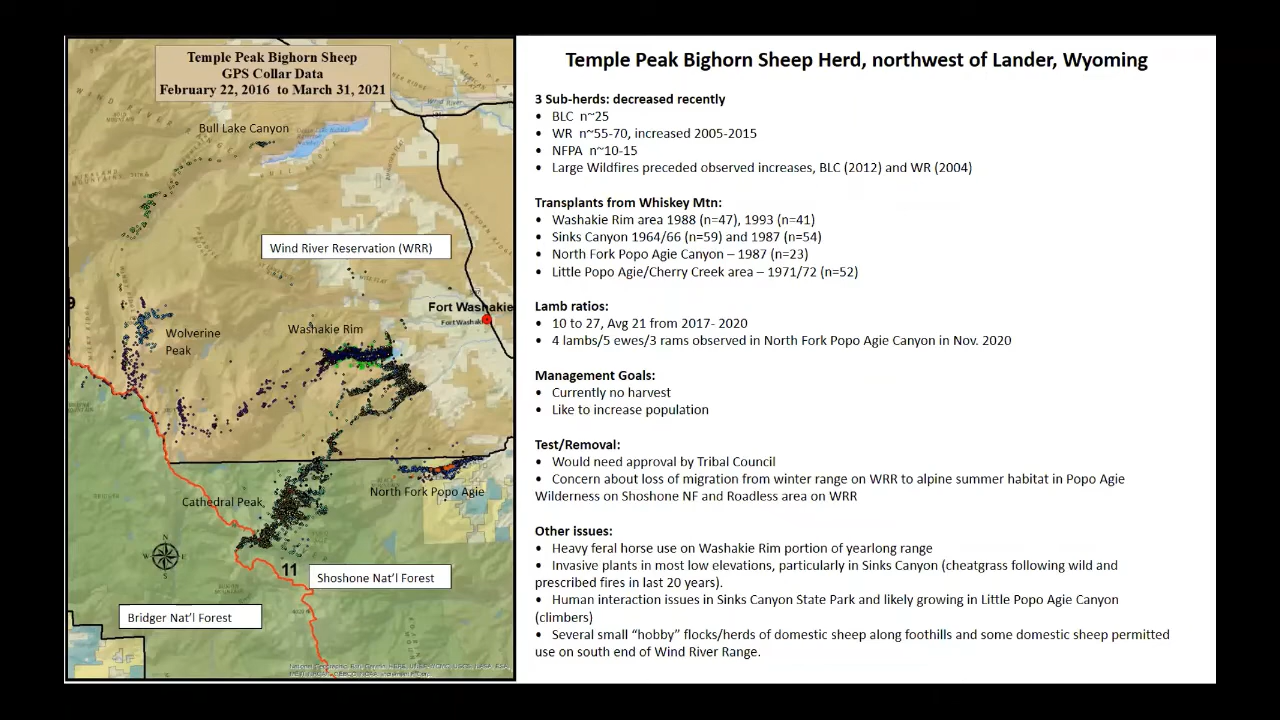 Temple Peak Bighorn Sheep
GPS Collar Data
February 22, 2016 to March 31, 2021
Bull Lake Canyon
Wind River Reservation (WRR)
Fort Washakie
Wolverine
Peak
Washakie Rim
9
Cathedral Peak
North Fork Popo Agie
N
W
E
S
11
Shoshone Nat'l Forest
Bridger Nat'l Forest
Temple Peak Bighorn Sheep Herd, northwest of Lander, Wyoming
3 Sub-herds: decreased recently
• BLC n~25
• WR n~55-70, increased 2005-2015
• NFPA n~10-15
• Large Wildfires preceded observed increases, BLC (2012) and WR (2004)
Transplants from Whiskey Mtn:
• Washakie Rim area 1988 (n=47), 1993 (n=41)
• Sinks Canyon 1964/66 (n=59) and 1987 (n=54)
• North Fork Popo Agie Canyon – 1987 (n=23)
• Little Popo Agie/Cherry Creek area – 1971/72 (n=52)
Lamb ratios:
• 10 to 27, Avg 21 from 2017- 2020
• 4 lambs/5 ewes/3 rams observed in North Fork Popo Agie Canyon in Nov. 2020
Management Goals:
• Currently no harvest
• Like to increase population
Test/Removal:
• Would need approval by Tribal Council
• Concern about loss of migration from winter range on WRR to alpine summer habitat in Popo Agie
Wilderness on Shoshone NF and Roadless area on WRR
Other issues:
• Heavy feral horse use on Washakie Rim portion of yearlong range
• Invasive plants in most low elevations, particularly in Sinks Canyon (cheatgrass following wild and
prescribed fires in last 20 years).
• Human interaction issues in Sinks Canyon State Park and likely growing in Little Popo Agie Canyon
(climbers)
• Several small "hobby" flocks/herds of domestic sheep along foothills and some domestic sheep permitted
use on south end of Wind River Range.